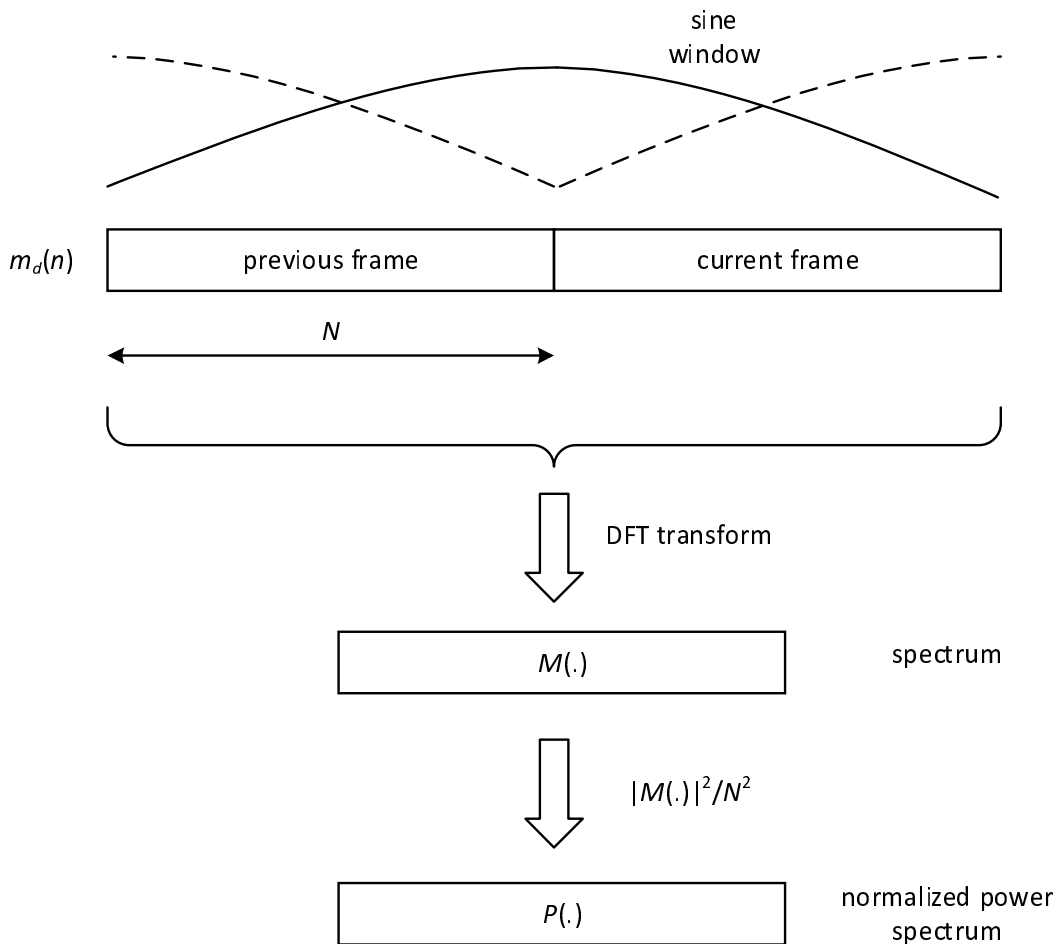 sine
window
m_d(n)
previous frame
current frame
N
DFT transform
M(.)
spectrum
|M(.)|²/N²
P(.)
normalized power
spectrum